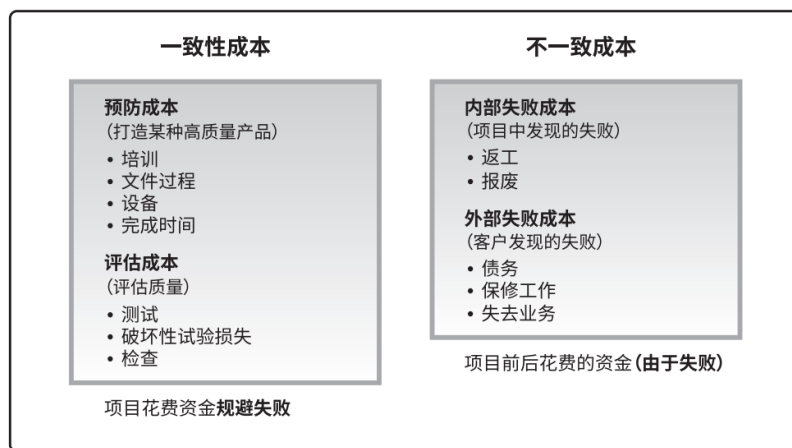 一致性成本
预防成本
（打造某种高质量产品）
• 培训
• 文件过程
• 设备
• 完成时间
评估成本
（评估质量）
• 测试
• 破坏性试验损失
• 检查
项目花费资金规避失败
不一致成本
内部失败成本
（项目中发现的失败）
• 返工
• 报废
外部失败成本
（客户发现的失败）
• 债务
• 保修工作
• 失去业务
项目前后花费的资金（由于失败）